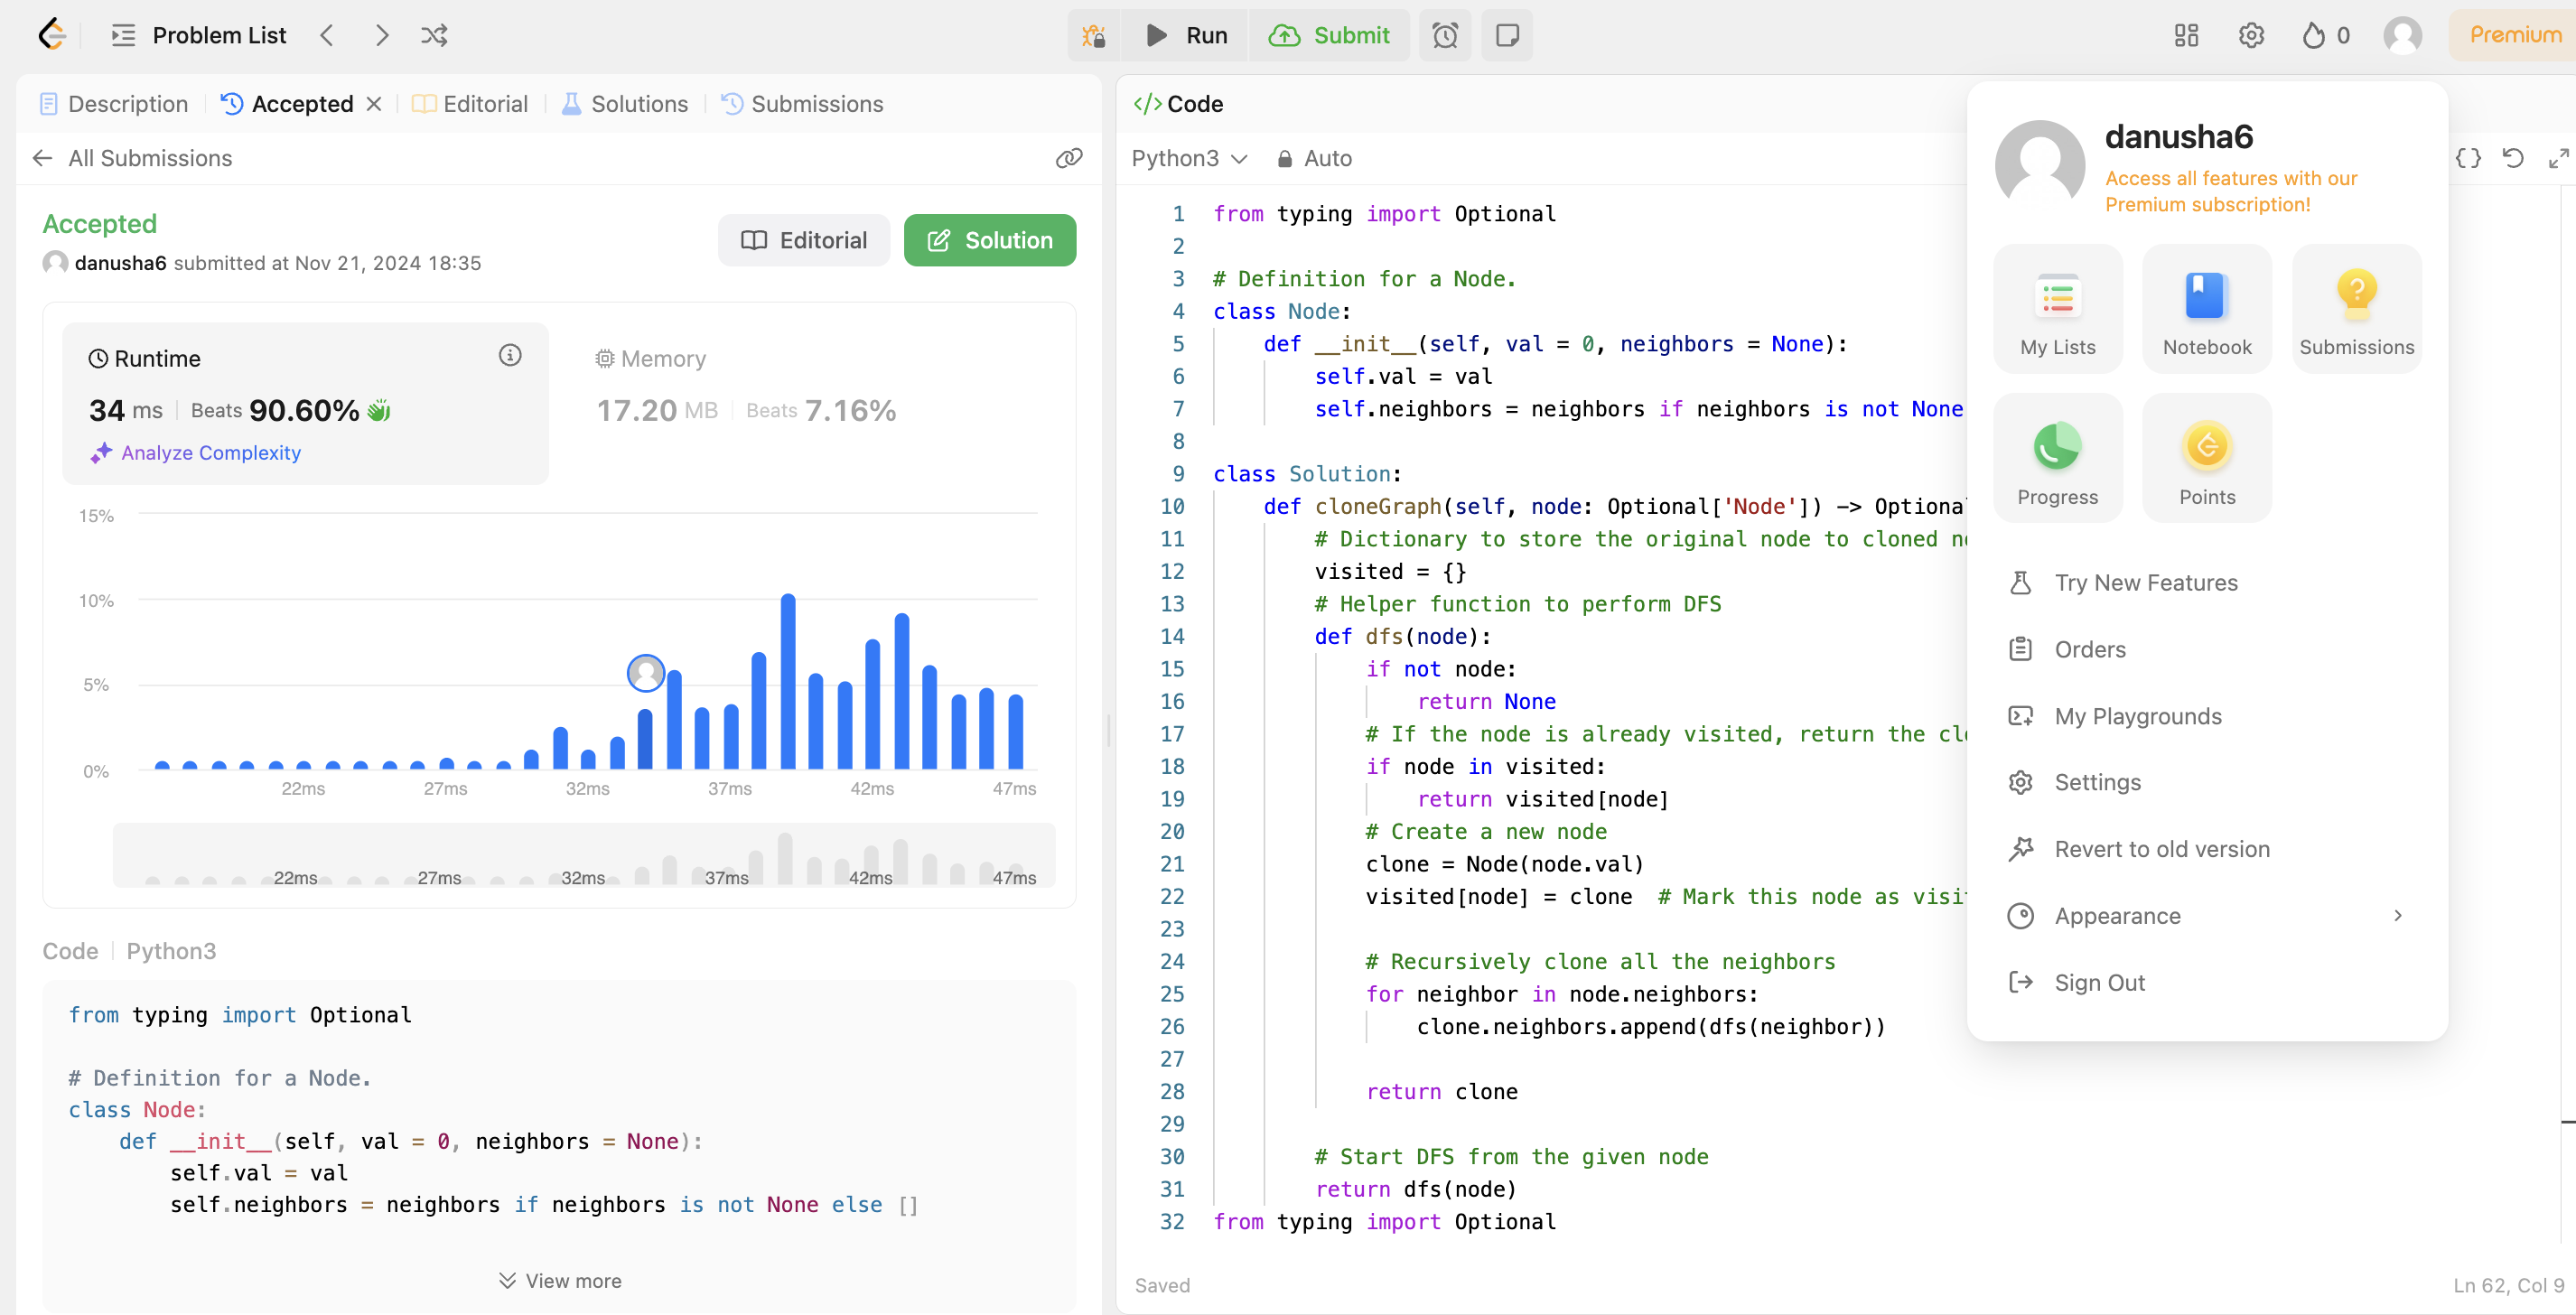 Problem List
Run
Submit
0
Premium
Description
Accepted
Editorial
Solutions
Submissions
All Submissions
Accepted
danusha6 submitted at Nov 21, 2024 18:35
Editorial
Solution
Runtime
34 ms
Beats 90.60%
Analyze Complexity
Memory
17.20 MB
Beats 7.16%
15%
10%
5%
0%
22ms 27ms 32ms 37ms 42ms 47ms
22ms 27ms 32ms 37ms 42ms 47ms
Code
Python3
from typing import Optional
# Definition for a Node.
class Node:
def __init__(self, val = 0, neighbors = None):
self.val = val
self.neighbors = neighbors if neighbors is not None else []
View more
</> Code
Python3
Auto
1 from typing import Optional
2
3 # Definition for a Node.
4 class Node:
5 def __init__(self, val = 0, neighbors = None):
6 self.val = val
7 self.neighbors = neighbors if neighbors is not None
8
9 class Solution:
10 def cloneGraph(self, node: Optional['Node']) -> Optional
11 # Dictionary to store the original node to cloned
12 visited = {}
13 # Helper function to perform DFS
14 def dfs(node):
15 if not node:
16 return None
17 # If the node is already visited, return the
18 if node in visited:
19 return visited[node]
20 # Create a new node
21 clone = Node(node.val)
22 visited[node] = clone # Mark this node as
23
24 # Recursively clone all the neighbors
25 for neighbor in node.neighbors:
26 clone.neighbors.append(dfs(neighbor))
27
28 return clone
29
30 # Start DFS from the given node
31 return dfs(node)
32 from typing import Optional
Saved
Ln 62, Col 9
danusha6
Access all features with our
Premium subscription!
My Lists
Notebook
Submissions
Progress
Points
Try New Features
Orders
My Playgrounds
Settings
Revert to old version
Appearance
Sign Out